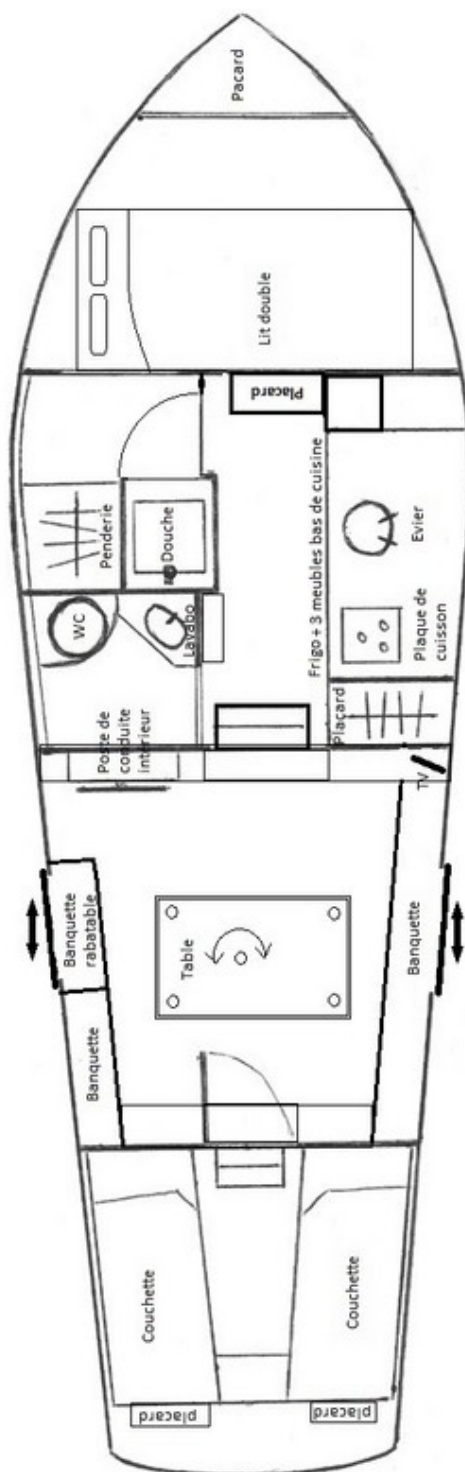 Pacard
Lit double
Placard
Penderie
Douche
Frigo + 3 meubles bas de cuisine
Evier
WC
Lavabo
Plaque de
cuisson
Placard
Poste de
conduite
intérieur
TV
Banquette
rabatable
Table
Banquette
Banquette
Couchette
Couchette
placard
placard